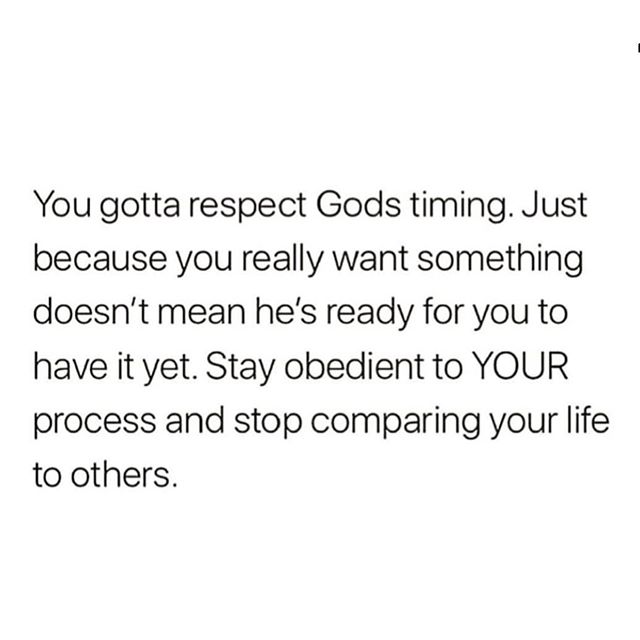 You gotta respect Gods timing. Just
because you really want something
doesn't mean he's ready for you to
have it yet. Stay obedient to YOUR
process and stop comparing your life
to others.